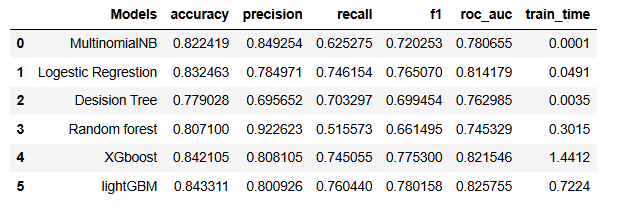 Models accuracy precision recall f1 roc_auc train_time
0 MultinomialNB 0.822419 0.849254 0.625275 0.720253 0.780655 0.0001
1 Logestic Regrestion 0.832463 0.784971 0.746154 0.765070 0.814179 0.0491
2 Desision Tree 0.779028 0.695652 0.703297 0.699454 0.762985 0.0035
3 Random forest 0.807100 0.922623 0.515573 0.661495 0.745329 0.3015
4 XGboost 0.842105 0.808105 0.745055 0.775300 0.821546 1.4412
5 lightGBM 0.843311 0.800926 0.760440 0.780158 0.825755 0.7224